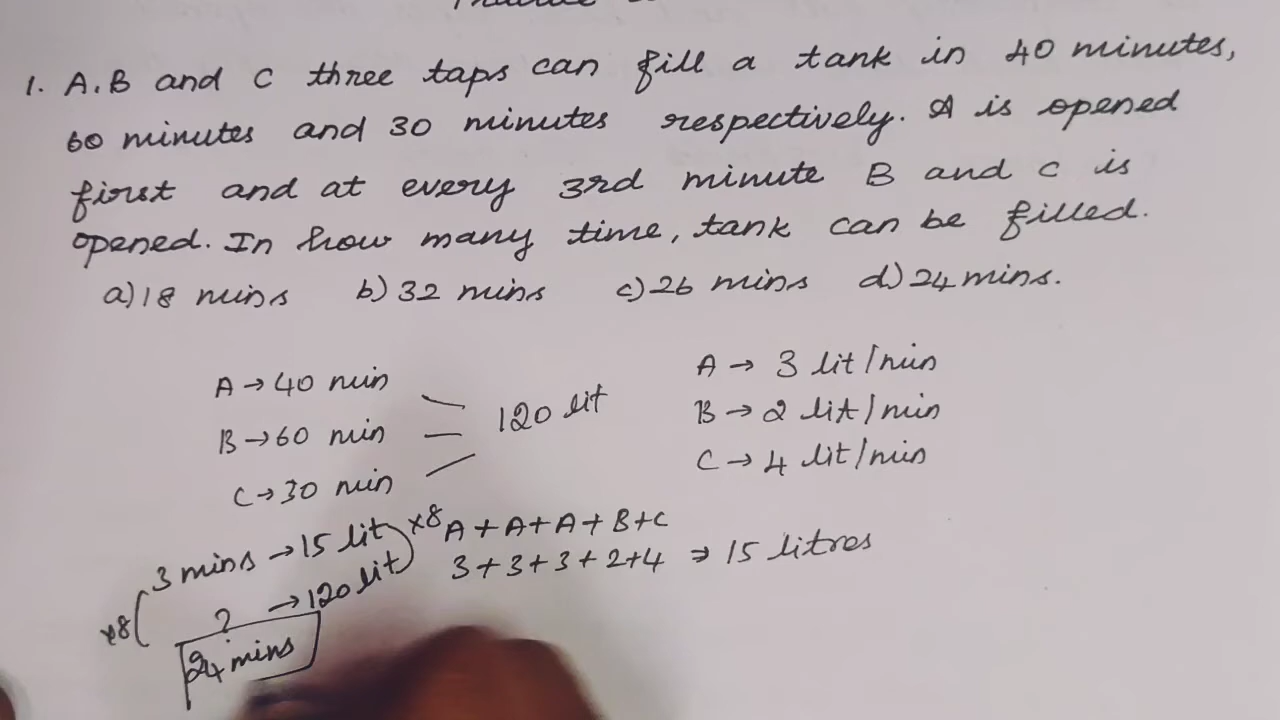 1. A.B and C three taps can fill a tank in 40 minutes,
60 minutes and 30 minutes respectively. A is opened
first and at every 3rd minute B and C is
opened. In how many time, tank can be filled.
a) 18 mins b) 32 mins c) 26 mins d) 24 mins.
A → 40 min
B → 60 min
C → 30 min
120 lit
A → 3 lit/min
B → 2 lit/min
C → 4 lit/min
3 mins → 15 lit ×8
×8 ? → 120 lit
24 mins
A + A + A + B + C
3 + 3 + 3 + 2 + 4 ⇒ 15 litres